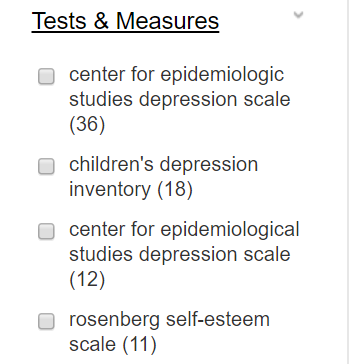 Tests & Measures
center for epidemiologic
studies depression scale
(36)
children's depression
inventory (18)
center for epidemiological
studies depression scale
(12)
rosenberg self-esteem
scale (11)